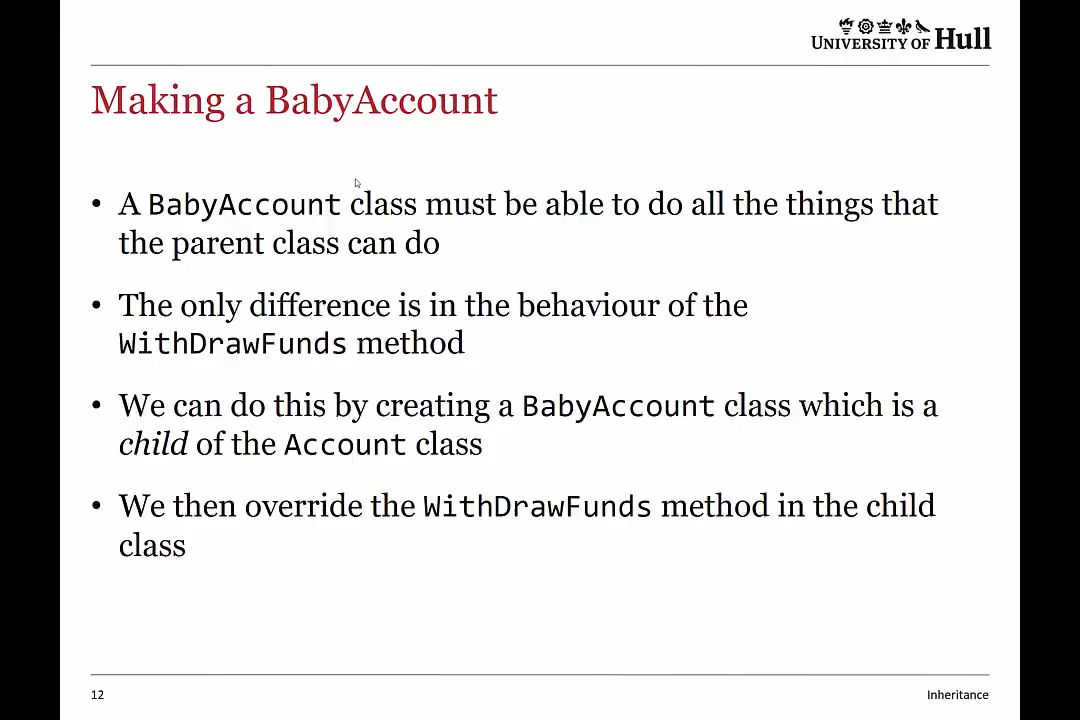 UNIVERSITY OF Hull
Making a BabyAccount
• A BabyAccount class must be able to do all the things that
the parent class can do
• The only difference is in the behaviour of the
WithDrawFunds method
• We can do this by creating a BabyAccount class which is a
child of the Account class
• We then override the WithDrawFunds method in the child
class
12
Inheritance